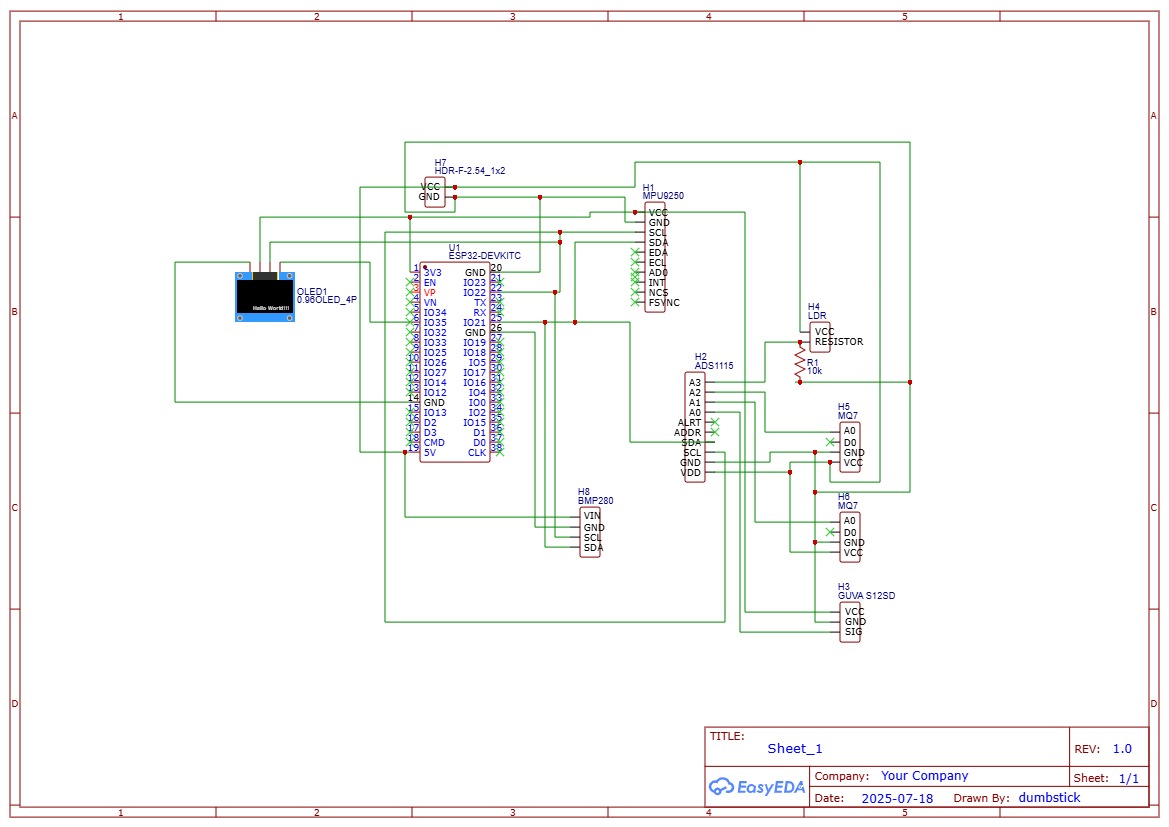 1 2 3 4 5
A A
B B
C C
D D
H7
HDR-F-2.54_1x2
VCC
GND
H1
MPU9250
VCC
GND
SCL
SDA
EDA
ECL
AD0
INT
NCS
FSYNC
U1
ESP32-DEVKITC
1 3V3 GND 20
2 EN IO23 21
3 VP IO22 22
4 VN TX 23
5 IO34 RX 24
6 IO35 IO21 25
7 IO32 GND 26
8 IO33 IO19 27
9 IO25 IO18 28
10 IO26 IO5 29
11 IO27 IO17 30
12 IO14 IO16 31
13 IO12 IO4 32
14 GND IO0 33
15 IO13 IO2 34
16 D2 IO15 35
17 D3 D1 36
18 CMD D0 37
19 5V CLK 38
OLED1
0.96OLED_4P
Hello World!!!
H4
LDR
VCC
RESISTOR
R1
10k
H2
ADS1115
A3
A2
A1
A0
ALRT
ADDR
SDA
SCL
GND
VDD
H5
MQ7
A0
D0
GND
VCC
H6
MQ7
A0
D0
GND
VCC
H8
BMP280
VIN
GND
SCL
SDA
H3
GUVA S12SD
VCC
GND
SIG
TITLE:
Sheet_1
REV: 1.0
EasyEDA
Company: Your Company
Sheet: 1/1
Date: 2025-07-18 Drawn By: dumbstick
1 2 3 4 5